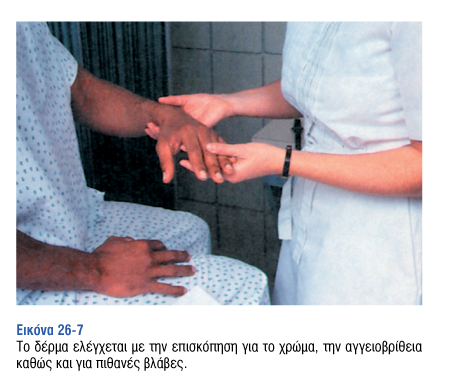 Εικόνα 26-7
Το δέρμα ελέγχεται με την επισκόπηση για το χρώμα, την αγγειοβρίθεια
καθώς και για πιθανές βλάβες.